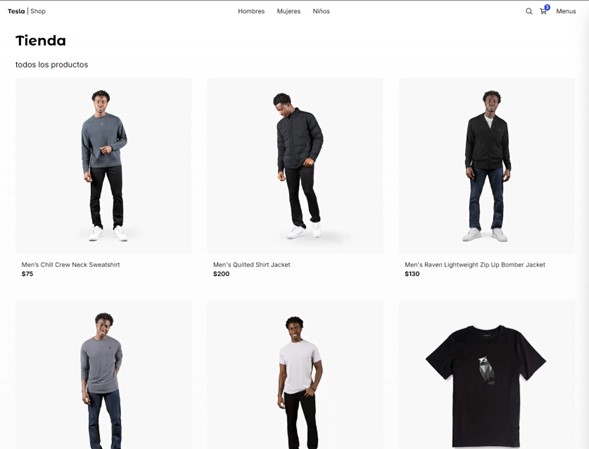 Tesla | Shop
Hombres Mujeres Niños
3 Menus
Tienda
todos los productos
Men's Chill Crew Neck Sweatshirt
$75
Men's Quilted Shirt Jacket
$200
Men's Raven Lightweight Zip Up Bomber Jacket
$130